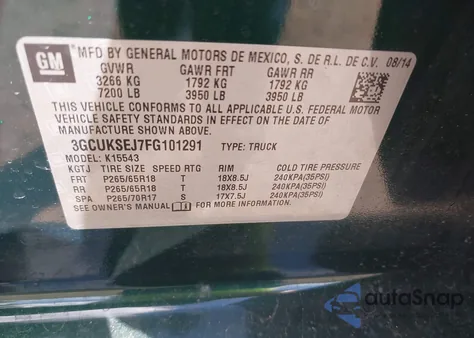 GM
MFD BY GENERAL MOTORS DE MEXICO, S. DE R.L. DE C.V. 08/14
GVWR GAWR FRT GAWR RR
3266 KG 1792 KG 1792 KG
7200 LB 3950 LB 3950 LB
THIS VEHICLE CONFORMS TO ALL APPLICABLE U.S. FEDERAL MOTOR
VEHICLE SAFETY STANDARDS IN EFFECT ON THE DATE OF
MANUFACTURE SHOWN ABOVE.
3GCUKSEJ7FG101291 TYPE: TRUCK
MODEL: K15543
KGTJ TIRE SIZE SPEED RTG RIM COLD TIRE PRESSURE
FRT P265/65R18 T 18X8.5J 240KPA(35PSI)
RR P265/65R18 T 18X8.5J 240KPA(35PSI)
SPA P265/70R17 S 17X7.5J 240KPA(35PSI)
SEE OWNER'S MANUAL FOR MORE INFORMATION.
autoSnap